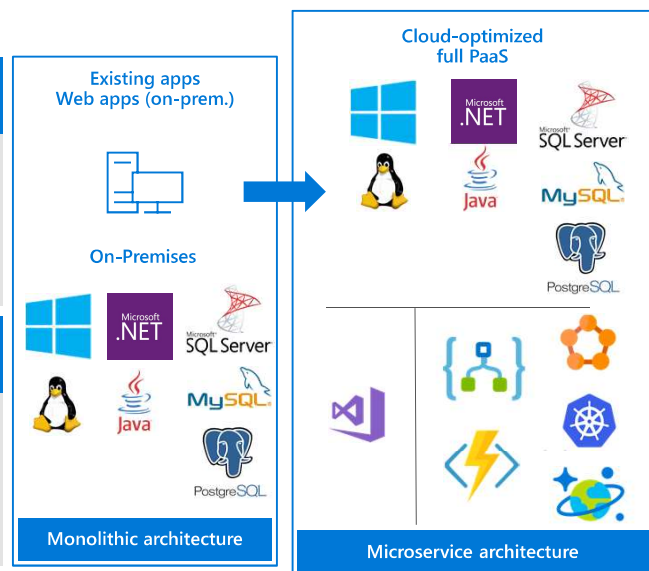 Existing apps
Web apps (on-prem.)
On-Premises
Microsoft
.NET
Microsoft
SQL Server
Java
MySQL
PostgreSQL
Monolithic architecture
Cloud-optimized
full PaaS
Microsoft
.NET
Microsoft
SQL Server
Java
MySQL
PostgreSQL
Microservice architecture